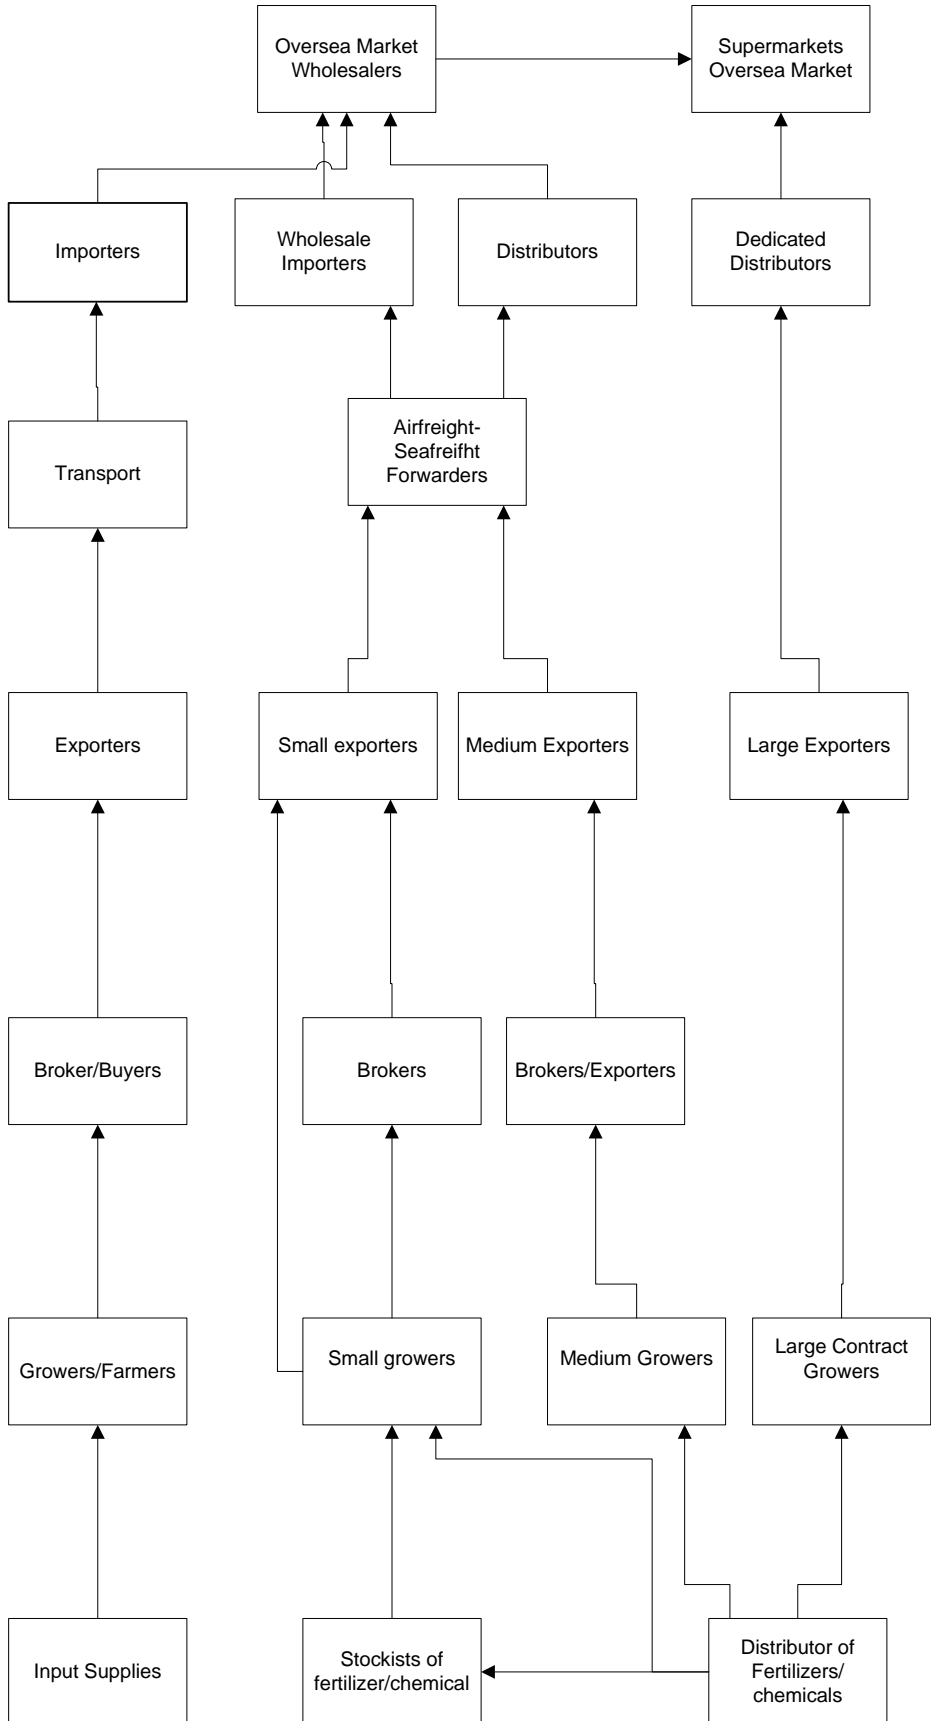 Oversea Market
Wholesalers
Supermarkets
Oversea Market
Importers
Wholesale
Importers
Distributors
Dedicated
Distributors
Airfreight-
Seafreifht
Forwarders
Transport
Exporters
Small exporters
Medium Exporters
Large Exporters
Broker/Buyers
Brokers
Brokers/Exporters
Growers/Farmers
Small growers
Medium Growers
Large Contract
Growers
Input Supplies
Stockists of
fertilizer/chemical
Distributor of
Fertilizers/
chemicals